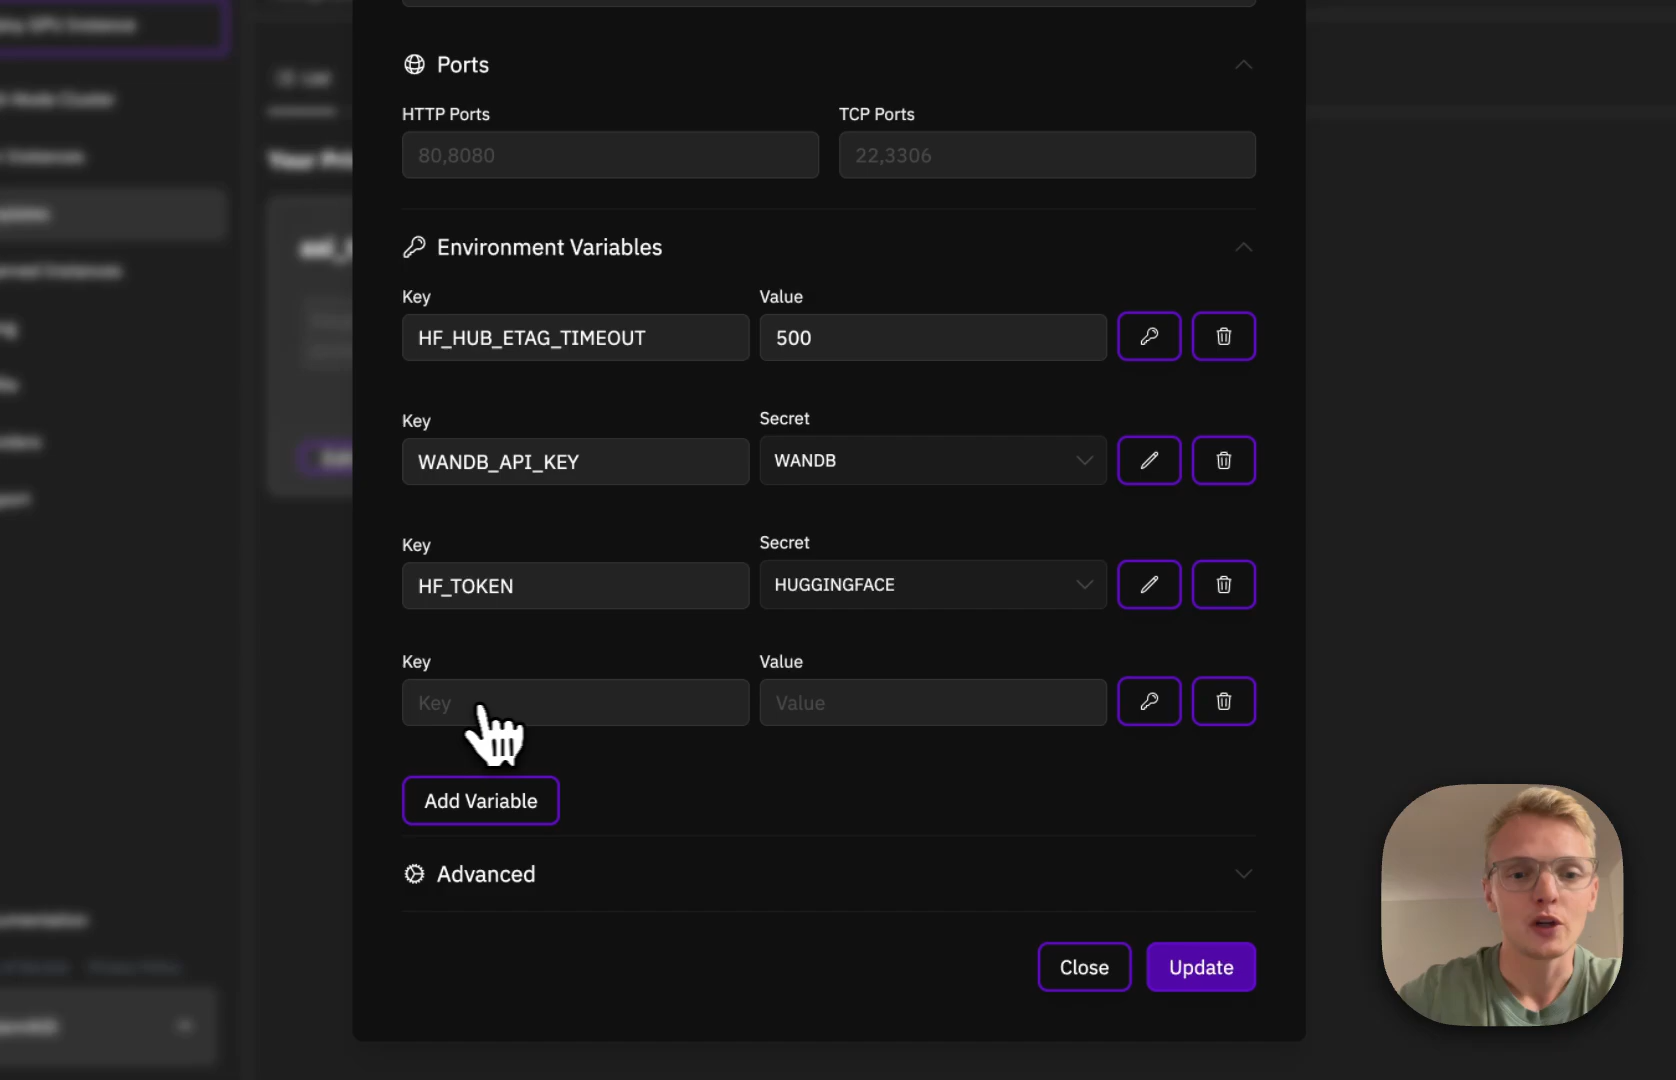 Ports
HTTP Ports
TCP Ports
80,8080
22,3306
Environment Variables
Key
Value
HF_HUB_ETAG_TIMEOUT
500
Key
Secret
WANDB_API_KEY
WANDB
Key
Secret
HF_TOKEN
HUGGINGFACE
Key
Value
Key
Value
Add Variable
Advanced
Close
Update